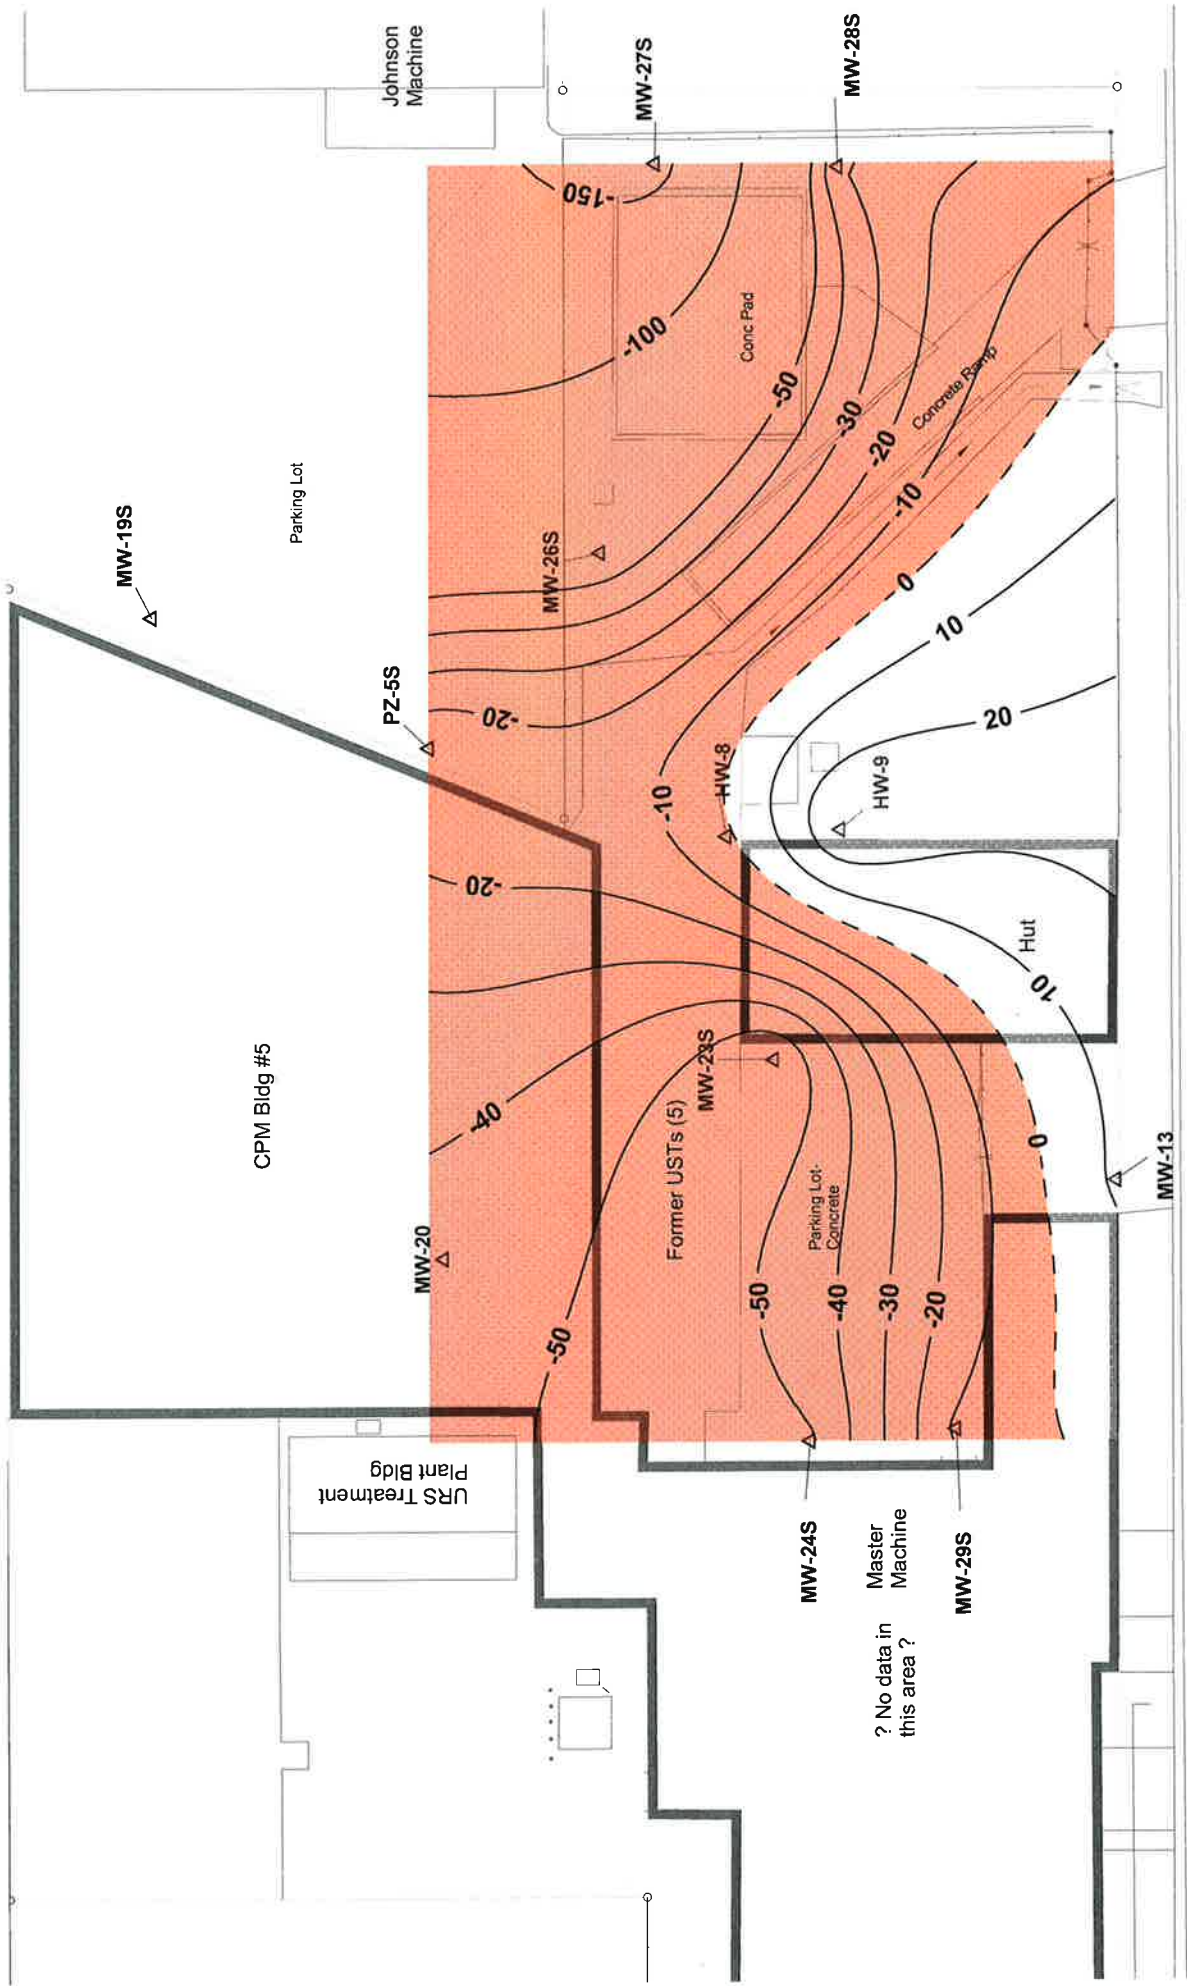 Johnson
Machine
MW-27S
MW-28S
-150
-100
Conc Pad
-50
-30
-20
-10
Concrete Ramp
Parking Lot
MW-19S
MW-26S
PZ-5S
-20
0
10
20
-10
HW-8
HW-9
-20
Hut
10
CPM Bldg #5
-40
MW-23S
Former USTs (5)
Parking Lot-
Concrete
0
MW-13
MW-20
-50
-50
-40
-30
-20
URS Treatment
Plant Bldg
MW-24S
Master
Machine
MW-29S
? No data in
this area ?